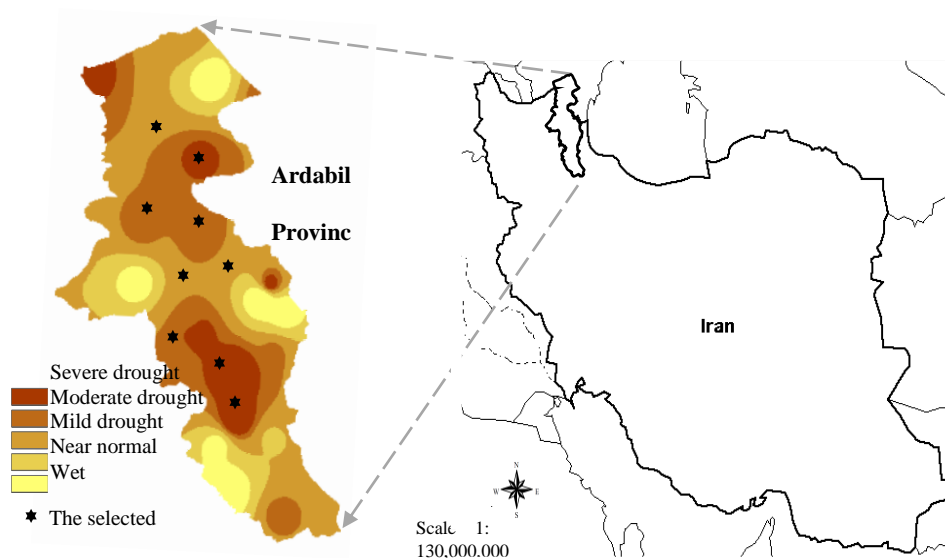 Ardabil
Provinc
Iran
Severe drought
Moderate drought
Mild drought
Near normal
Wet
The selected
N
W E
S
Scale 1:
130,000.000